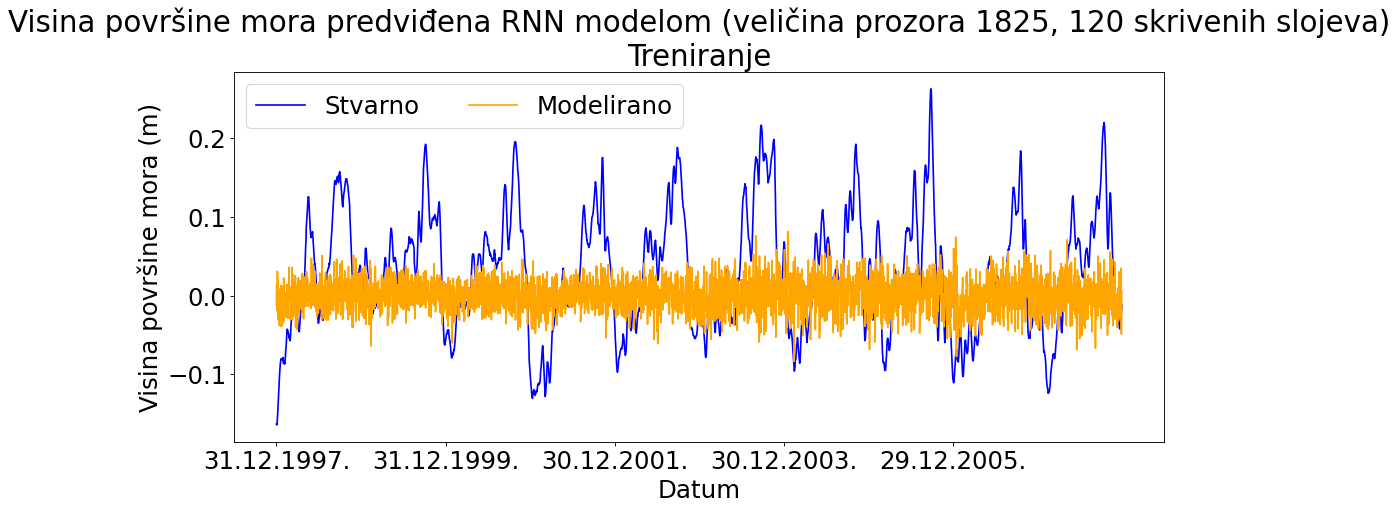 Visina površine mora predviđena RNN modelom (veličina prozora 1825, 120 skrivenih slojeva)
Treniranje
Stvarno
Modelirano
Visina površine mora (m)
0.2
0.1
0.0
−0.1
31.12.1997.
31.12.1999.
30.12.2001.
30.12.2003.
29.12.2005.
Datum